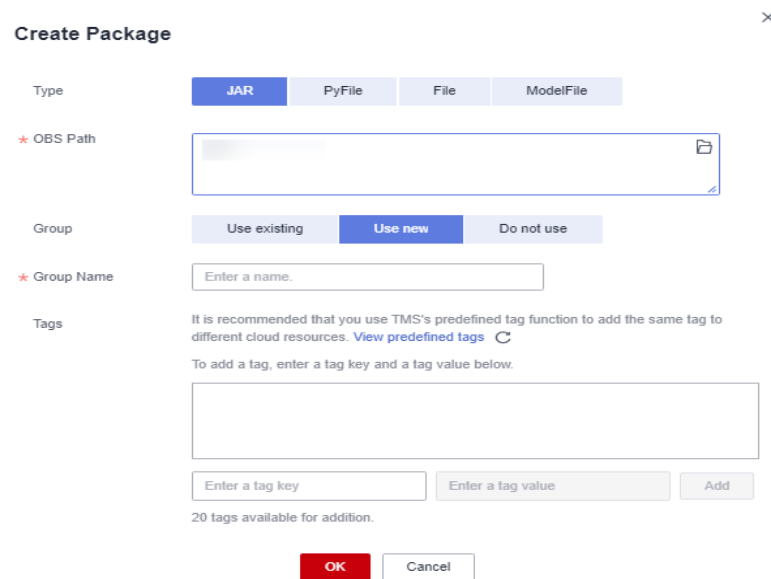 Create Package
Type JAR PyFile File ModelFile
* OBS Path
Group Use existing Use new Do not use
* Group Name Enter a name.
Tags It is recommended that you use TMS's predefined tag function to add the same tag to
different cloud resources. View predefined tags
To add a tag, enter a tag key and a tag value below.
Enter a tag key Enter a tag value Add
20 tags available for addition.
OK Cancel